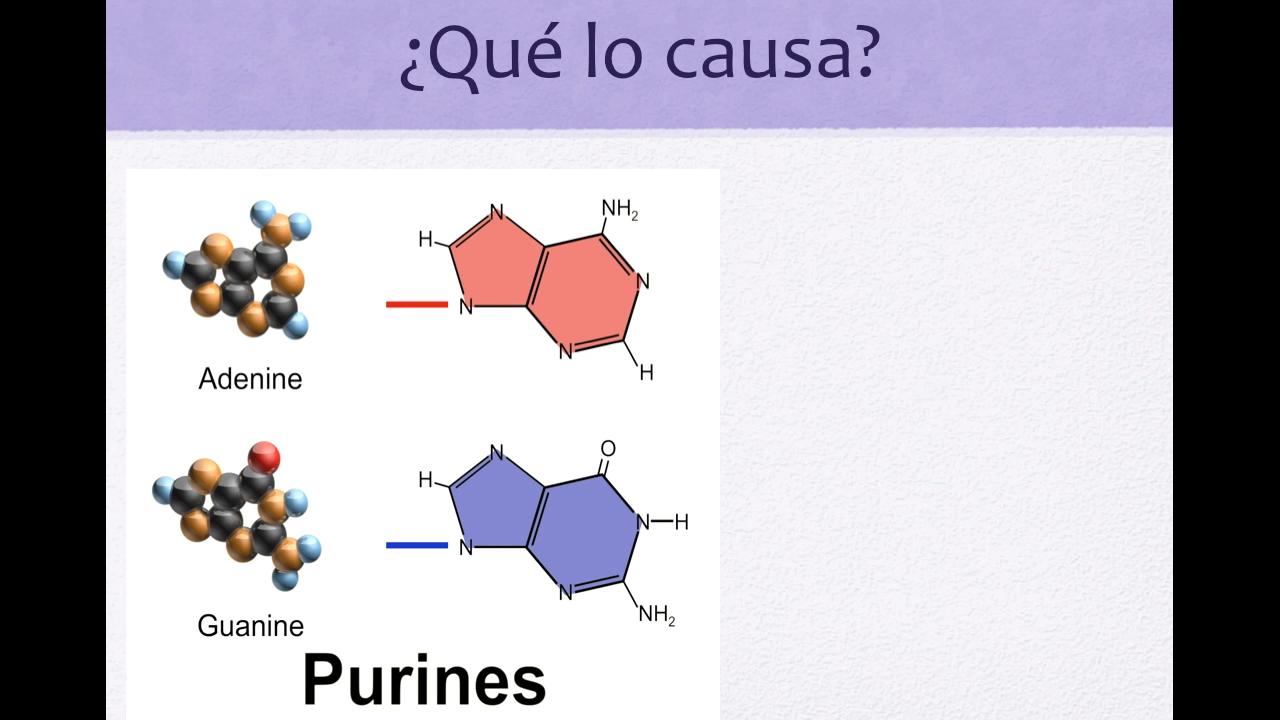 ¿Qué lo causa?
N
NH2
H
N
N
N
H
Adenine
O
N
H
N-H
N
N
NH2
Guanine
Purines